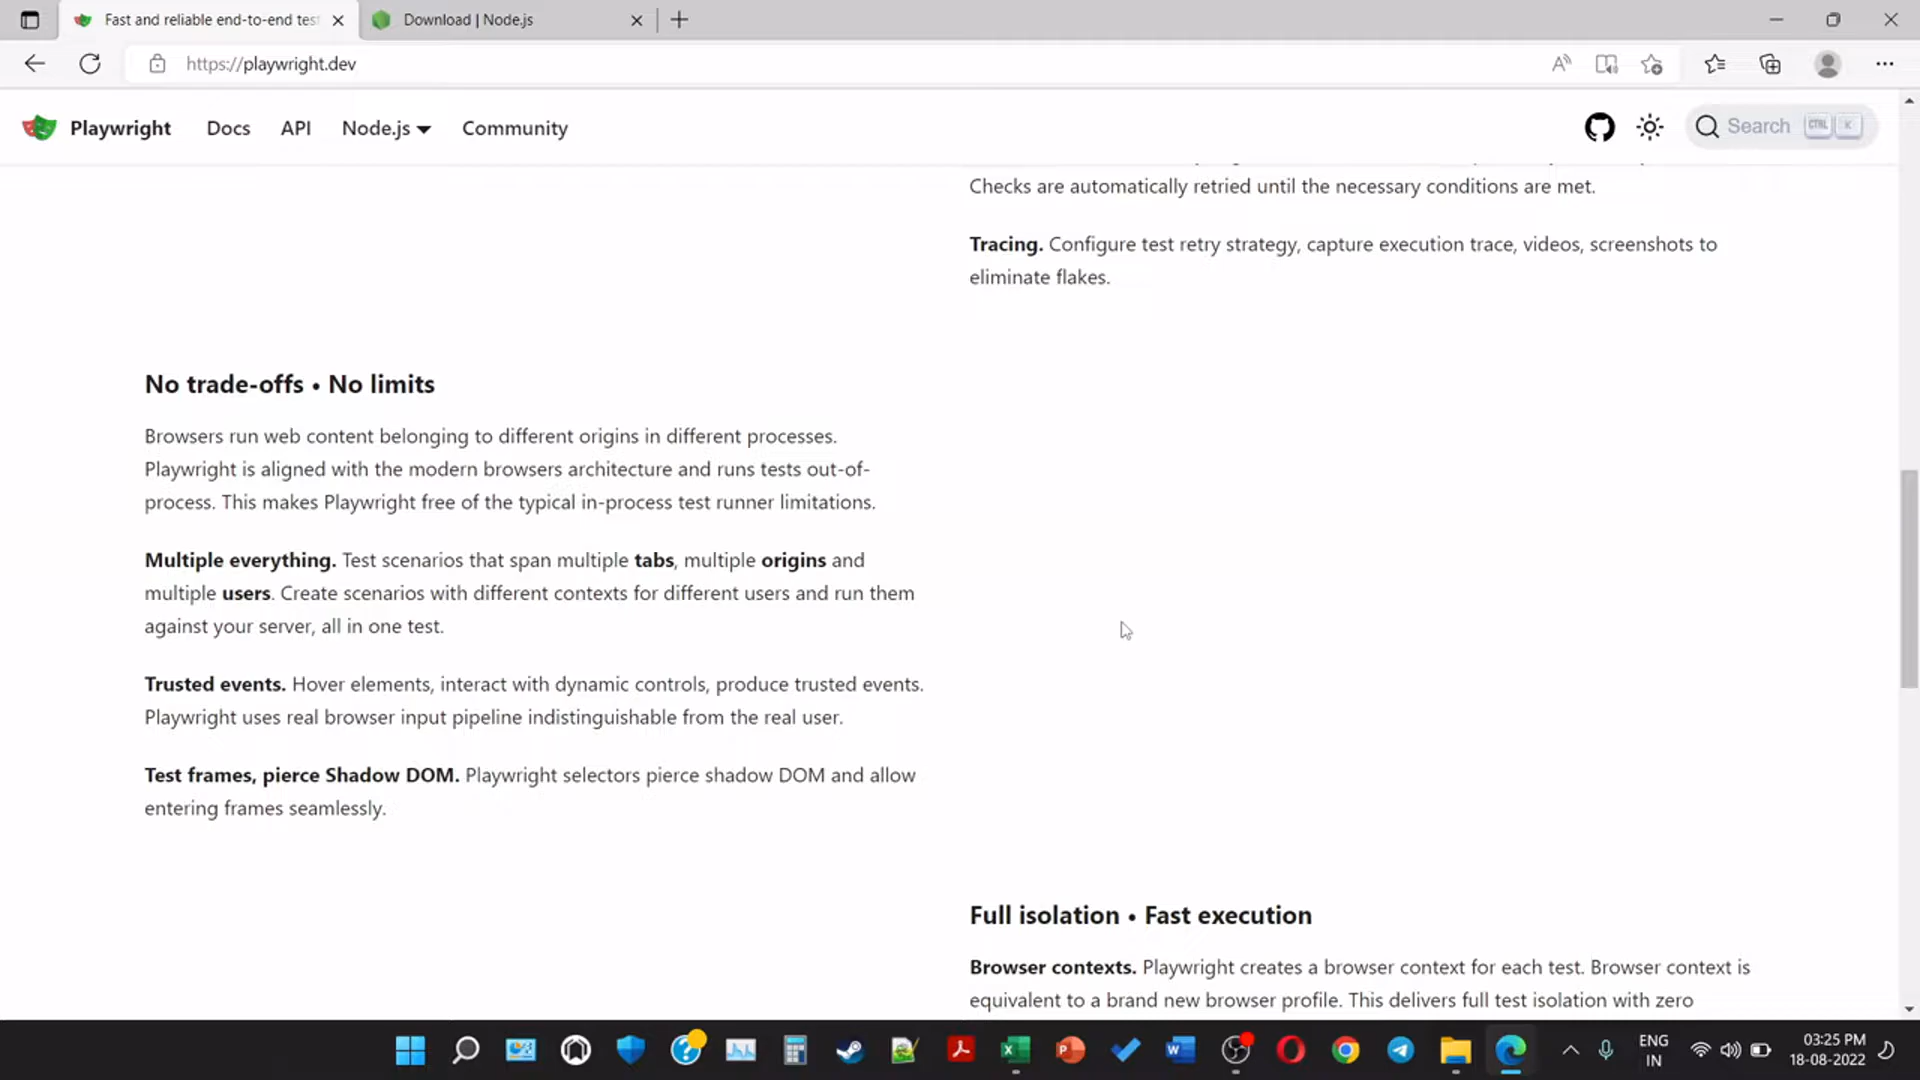 Fast and reliable end-to-end tes
Download | Node.js
https://playwright.dev
Playwright
Docs
API
Node.js
Community
Search
CTRL
K
Checks are automatically retried until the necessary conditions are met.
Tracing. Configure test retry strategy, capture execution trace, videos, screenshots to
eliminate flakes.
No trade-offs • No limits
Browsers run web content belonging to different origins in different processes.
Playwright is aligned with the modern browsers architecture and runs tests out-of-
process. This makes Playwright free of the typical in-process test runner limitations.
Multiple everything. Test scenarios that span multiple tabs, multiple origins and
multiple users. Create scenarios with different contexts for different users and run them
against your server, all in one test.
Trusted events. Hover elements, interact with dynamic controls, produce trusted events.
Playwright uses real browser input pipeline indistinguishable from the real user.
Test frames, pierce Shadow DOM. Playwright selectors pierce shadow DOM and allow
entering frames seamlessly.
Full isolation • Fast execution
Browser contexts. Playwright creates a browser context for each test. Browser context is
equivalent to a brand new browser profile. This delivers full test isolation with zero
ENG
IN
03:25 PM
18-08-2022